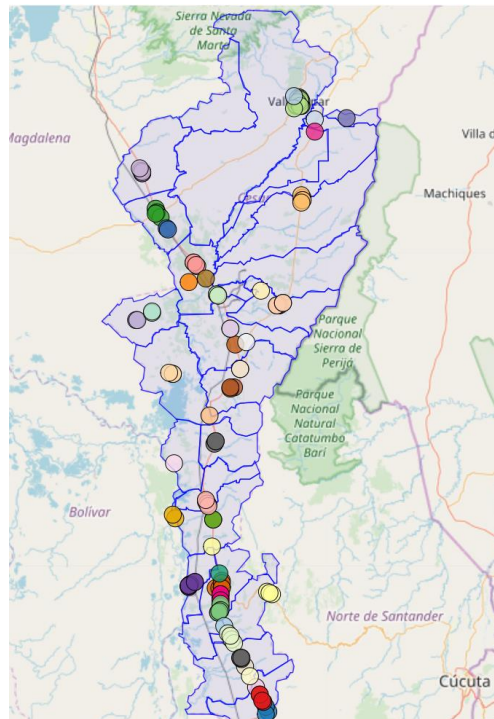 Sierra Nevada
de Santa
Marta
Magdalena
Villa d
Machiques
Parque
Nacional
Sierra de
Perijá
Parque
Nacional
Natural
Catatumbo
Barí
Bolívar
Norte de Santander
Cúcuta